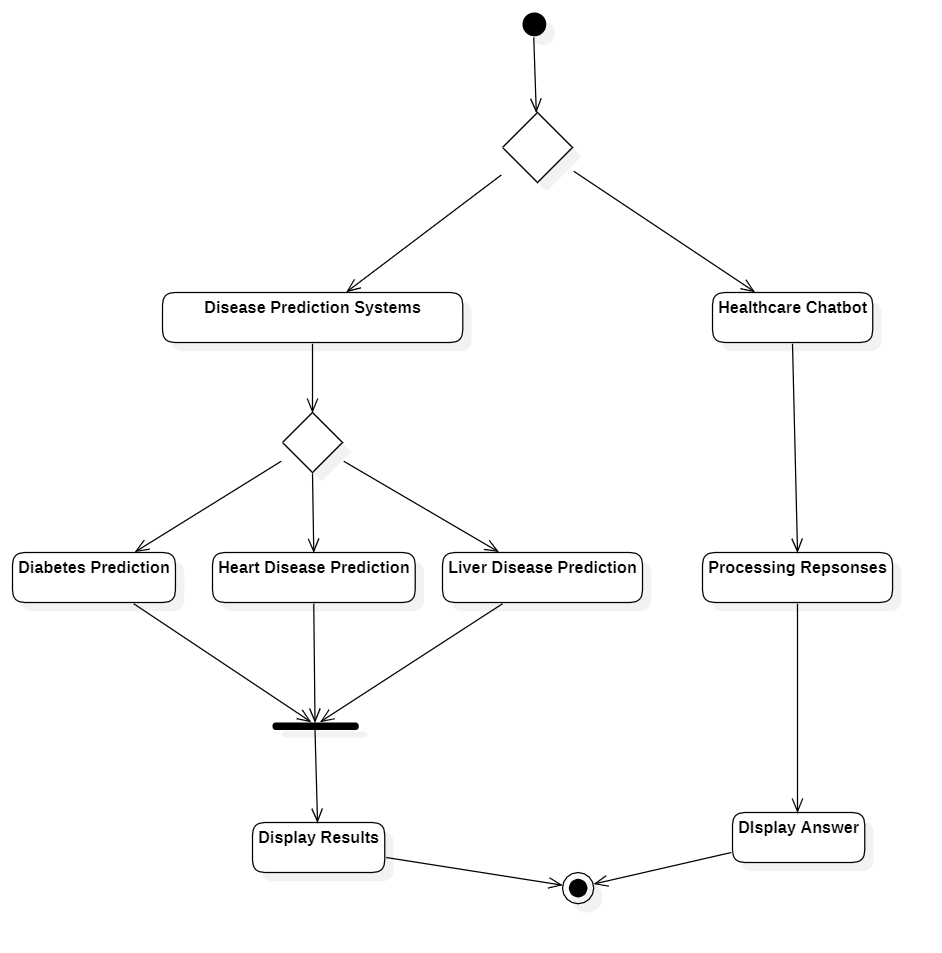 Disease Prediction Systems
Healthcare Chatbot
Diabetes Prediction
Heart Disease Prediction
Liver Disease Prediction
Processing Repsonses
Display Results
DIsplay Answer